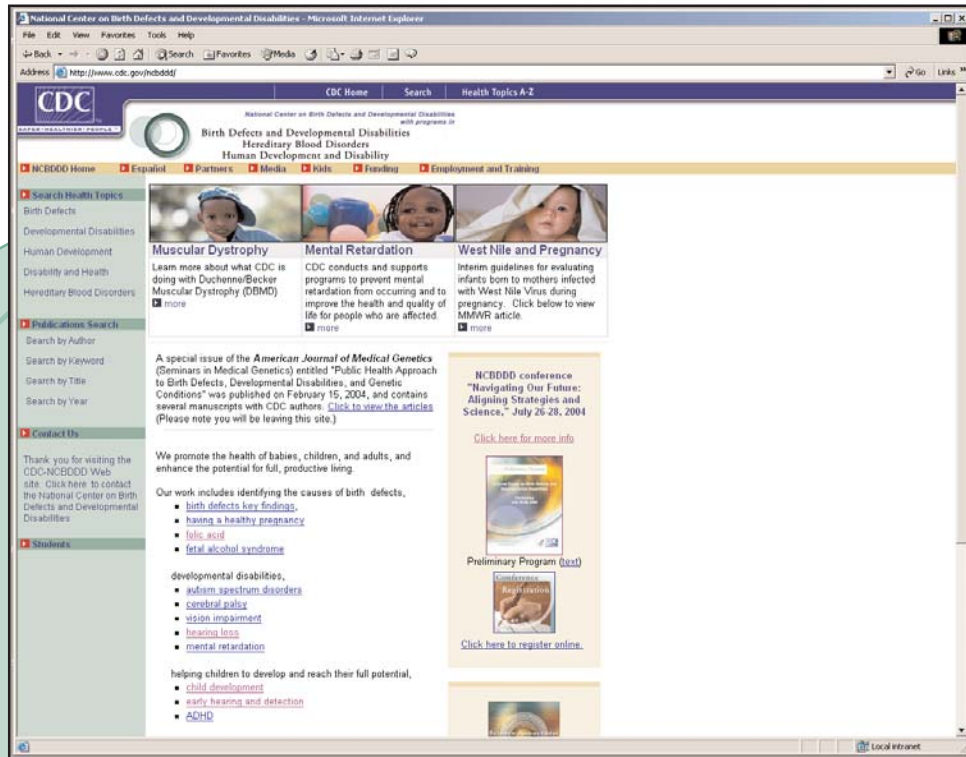 National Center on Birth Defects and Developmental Disabilities - Microsoft Internet Explorer
File Edit View Favorites Tools Help
Back Search Favorites Media
Address http://www.cdc.gov/ncbddd/ Go Links »
CDC Home Search Health Topics A-Z
CDC
SAFER • HEALTHIER • PEOPLE™
National Center on Birth Defects and Developmental Disabilities
with programs in
Birth Defects and Developmental Disabilities
Hereditary Blood Disorders
Human Development and Disability
NCBDDD Home Español Partners Media Kids Funding Employment and Training
Search Health Topics
Birth Defects
Developmental Disabilities
Human Development
Disability and Health
Hereditary Blood Disorders
Publications Search
Search by Author
Search by Keyword
Search by Title
Search by Year
Contact Us
Thank you for visiting the
CDC-NCBDDD Web
site. Click here to contact
the National Center on Birth
Defects and Developmental
Disabilities
Students
Muscular Dystrophy
Learn more about what CDC is
doing with Duchenne/Becker
Muscular Dystrophy (DBMD)
more
Mental Retardation
CDC conducts and supports
programs to prevent mental
retardation from occurring and to
improve the health and quality of
life for people who are affected.
more
West Nile and Pregnancy
Interim guidelines for evaluating
infants born to mothers infected
with West Nile Virus during
pregnancy. Click below to view
MMWR article.
more
A special issue of the American Journal of Medical Genetics
(Seminars in Medical Genetics) entitled "Public Health Approach
to Birth Defects, Developmental Disabilities, and Genetic
Conditions" was published on February 15, 2004, and contains
several manuscripts with CDC authors. Click to view the articles
(Please note you will be leaving this site.)
We promote the health of babies, children, and adults, and
enhance the potential for full, productive living.
Our work includes identifying the causes of birth defects,
birth defects key findings,
having a healthy pregnancy
folic acid
fetal alcohol syndrome
developmental disabilities,
autism spectrum disorders
cerebral palsy
vision impairment
hearing loss
mental retardation
helping children to develop and reach their full potential,
child development
early hearing and detection
ADHD
NCBDDD conference
"Navigating Our Future:
Aligning Strategies and
Science," July 26-28, 2004
Click here for more info
Preliminary Program (text)
Conference
Registration
Click here to register online.
Local intranet